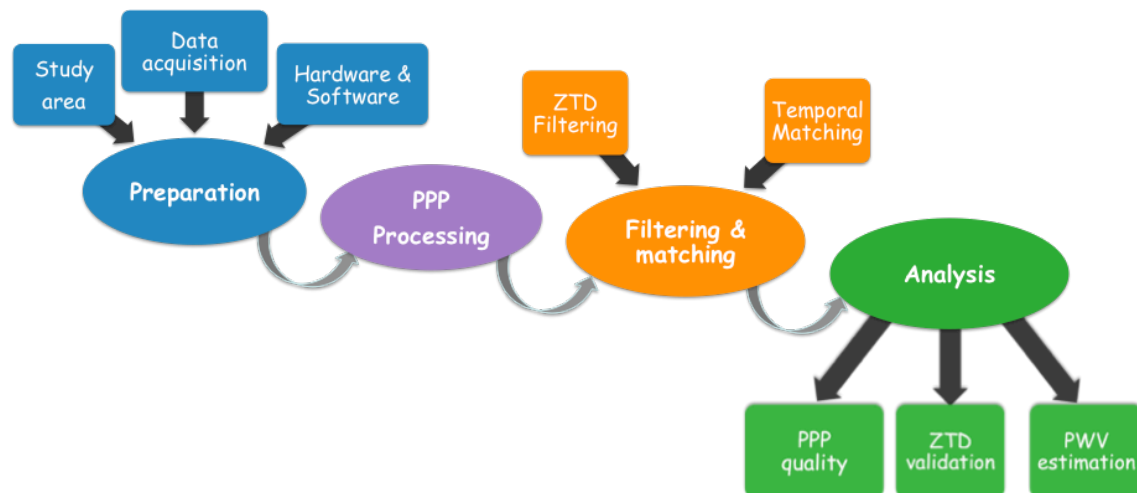 Study
area
Data
acquisition
Hardware &
Software
Preparation
PPP
Processing
ZTD
Filtering
Temporal
Matching
Filtering &
matching
Analysis
PPP
quality
ZTD
validation
PWV
estimation